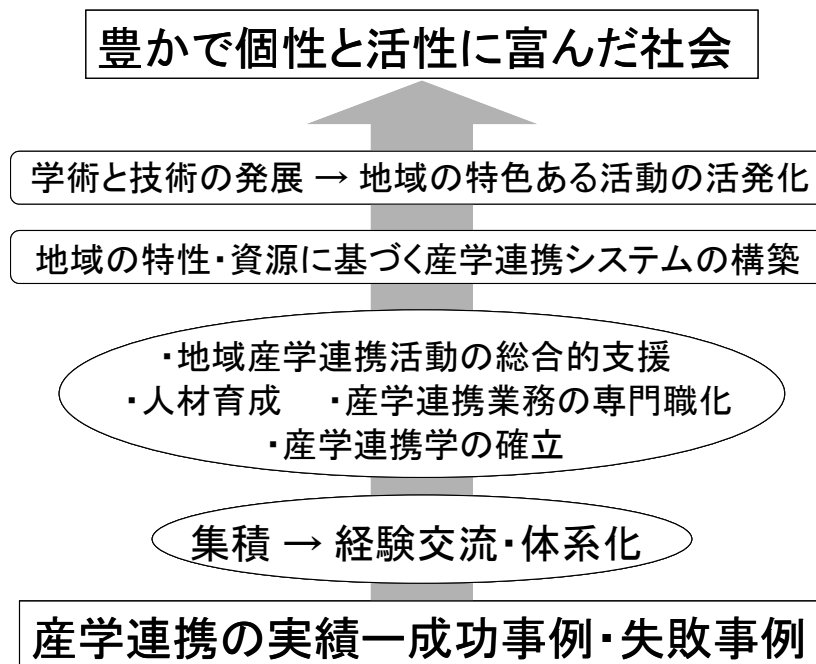 豊かで個性と活性に富んだ社会
学術と技術の発展 → 地域の特色ある活動の活発化
地域の特性・資源に基づく産学連携システムの構築
・地域産学連携活動の総合的支援
・人材育成 ・産学連携業務の専門職化
・産学連携学の確立
集積 → 経験交流・体系化
産学連携の実績―成功事例・失敗事例